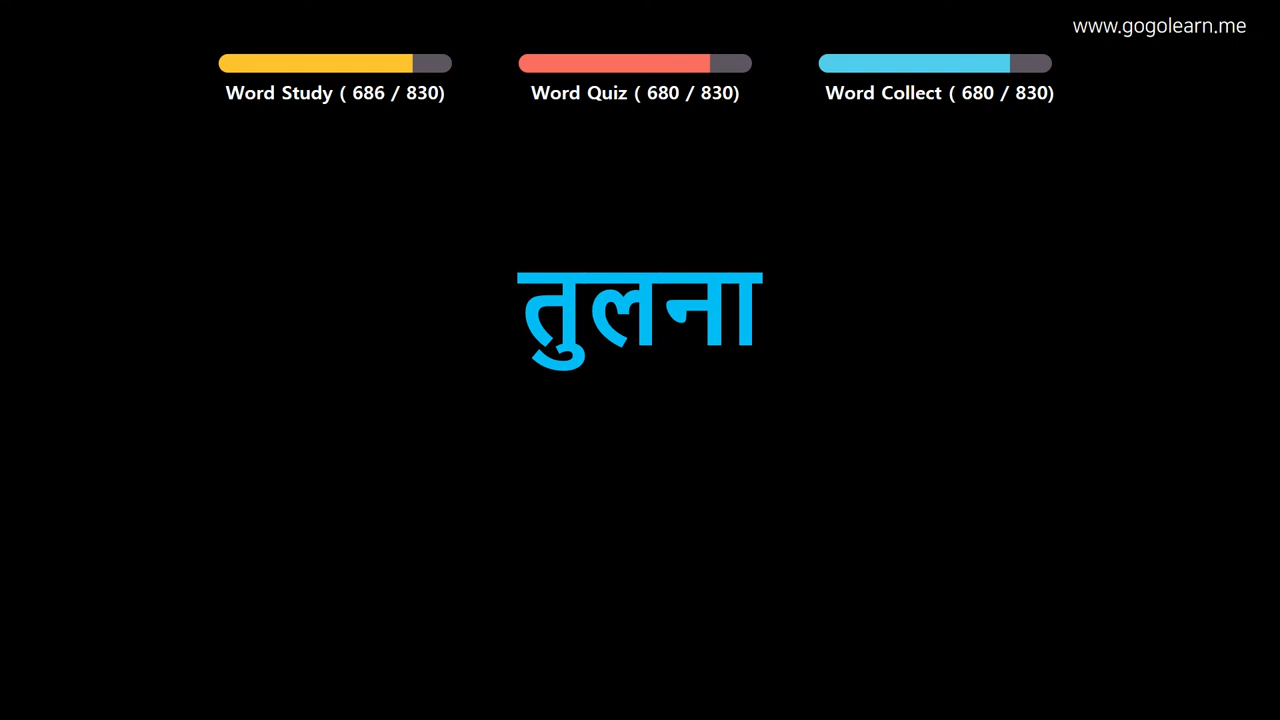 www.gogolearn.me
Word Study ( 686 / 830)
Word Quiz ( 680 / 830)
Word Collect ( 680 / 830)
तुलना